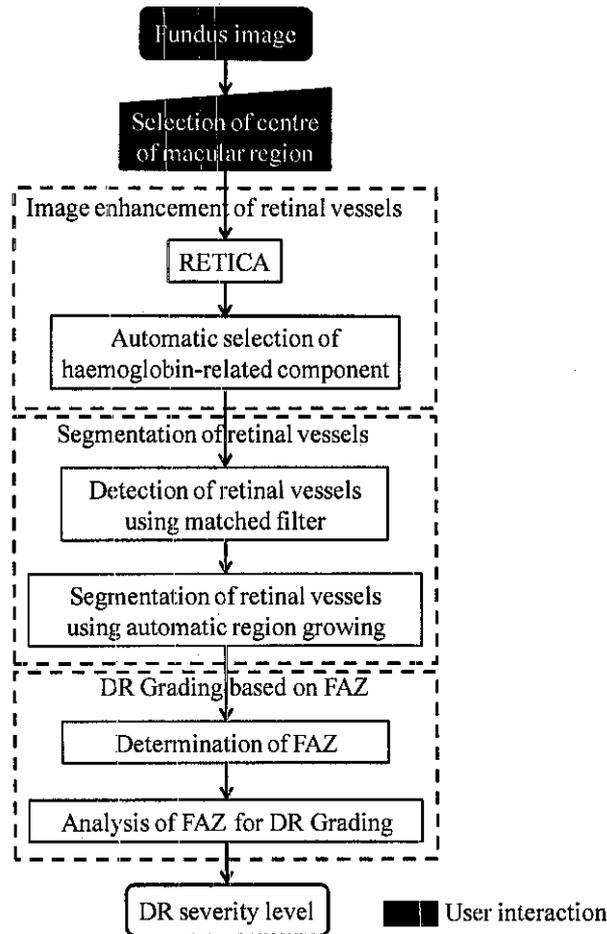 Fundus image
Selection of centre
of macular region
Image enhancement of retinal vessels
RETICA
Automatic selection of
haemoglobin-related component
Segmentation of retinal vessels
Detection of retinal vessels
using matched filter
Segmentation of retinal vessels
using automatic region growing
DR Grading based on FAZ
Determination of FAZ
Analysis of FAZ for DR Grading
DR severity level
User interaction